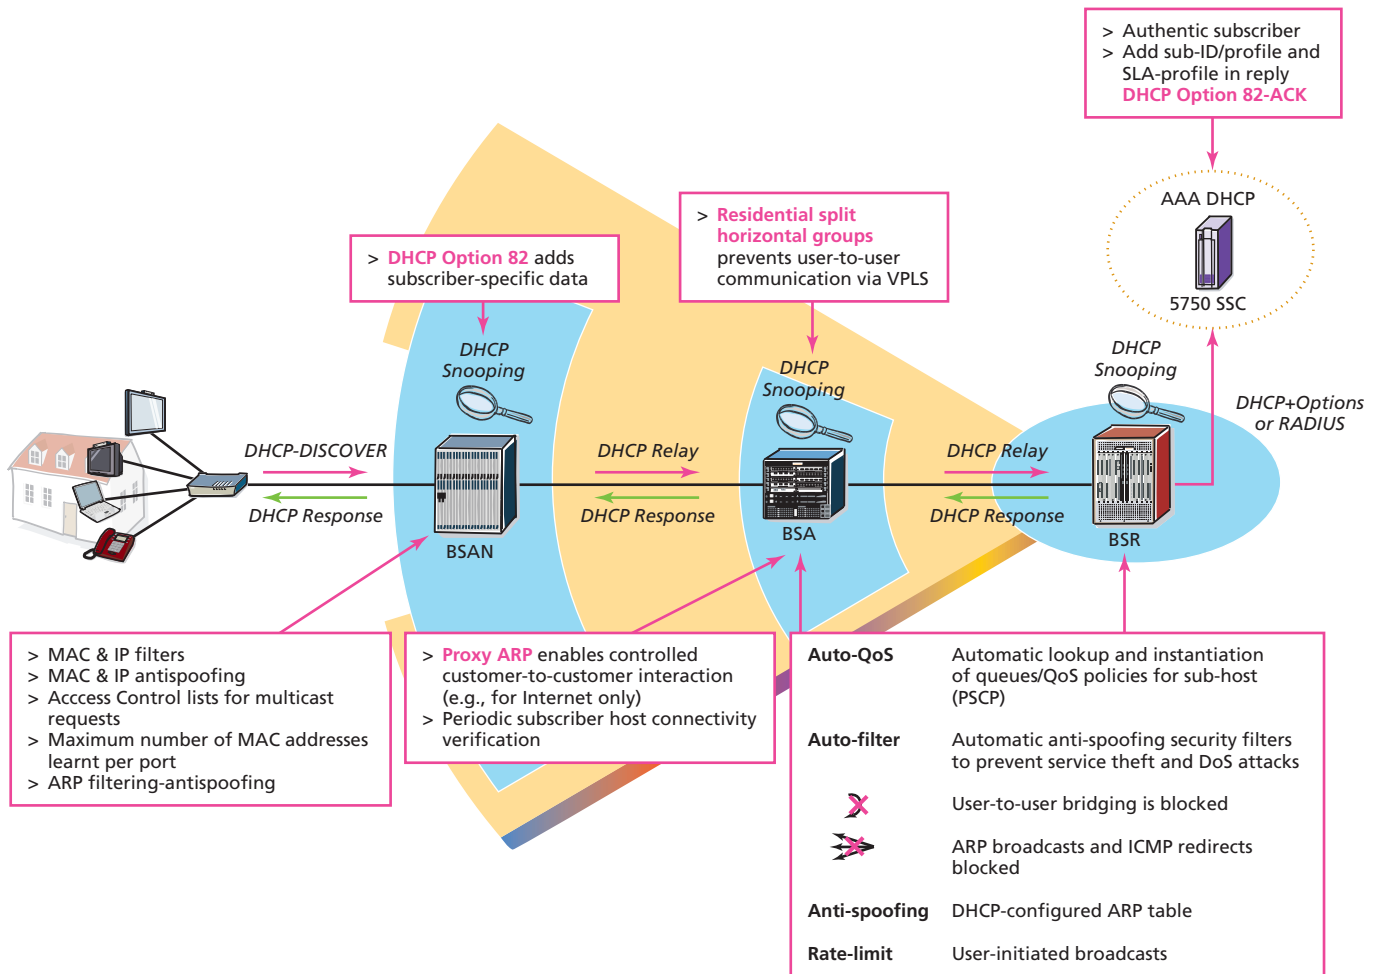 > Authentic subscriber
> Add sub-ID/profile and
SLA-profile in reply
DHCP Option 82-ACK
AAA DHCP
5750 SSC
> Residential split
horizontal groups
prevents user-to-user
communication via VPLS
> DHCP Option 82 adds
subscriber-specific data
DHCP
Snooping
DHCP
Snooping
DHCP
Snooping
DHCP+Options
or RADIUS
DHCP-DISCOVER
DHCP Response
DHCP Relay
DHCP Response
DHCP Relay
DHCP Response
BSAN
BSA
BSR
> MAC & IP filters
> MAC & IP antispoofing
> Acccess Control lists for multicast
requests
> Maximum number of MAC addresses
learnt per port
> ARP filtering-antispoofing
> Proxy ARP enables controlled
customer-to-customer interaction
(e.g., for Internet only)
> Periodic subscriber host connectivity
verification
Auto-QoS Automatic lookup and instantiation
of queues/QoS policies for sub-host
(PSCP)
Auto-filter Automatic anti-spoofing security filters
to prevent service theft and DoS attacks
User-to-user bridging is blocked
ARP broadcasts and ICMP redirects
blocked
Anti-spoofing DHCP-configured ARP table
Rate-limit User-initiated broadcasts